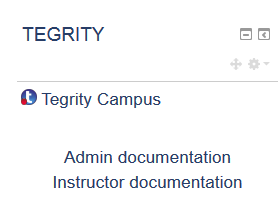 TEGRITY
Tegrity Campus
Admin documentation
Instructor documentation